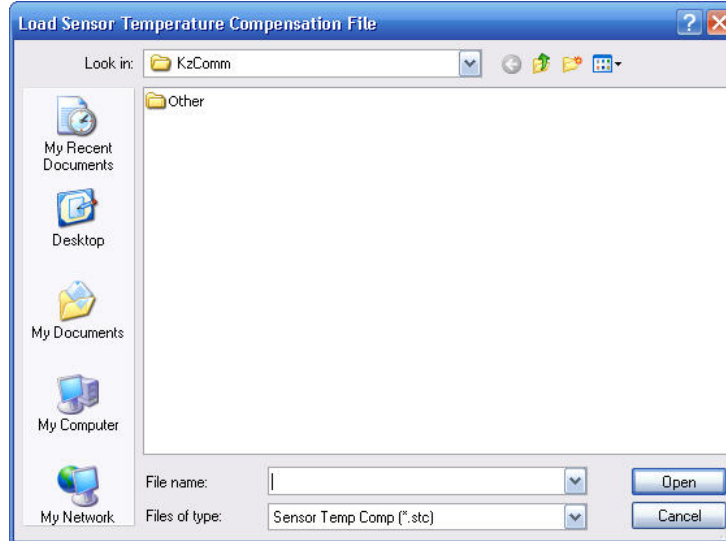 Load Sensor Temperature Compensation File
Look in: KzComm
Other
My Recent
Documents
Desktop
My Documents
My Computer
My Network
File name:
Open
Files of type: Sensor Temp Comp (*.stc)
Cancel